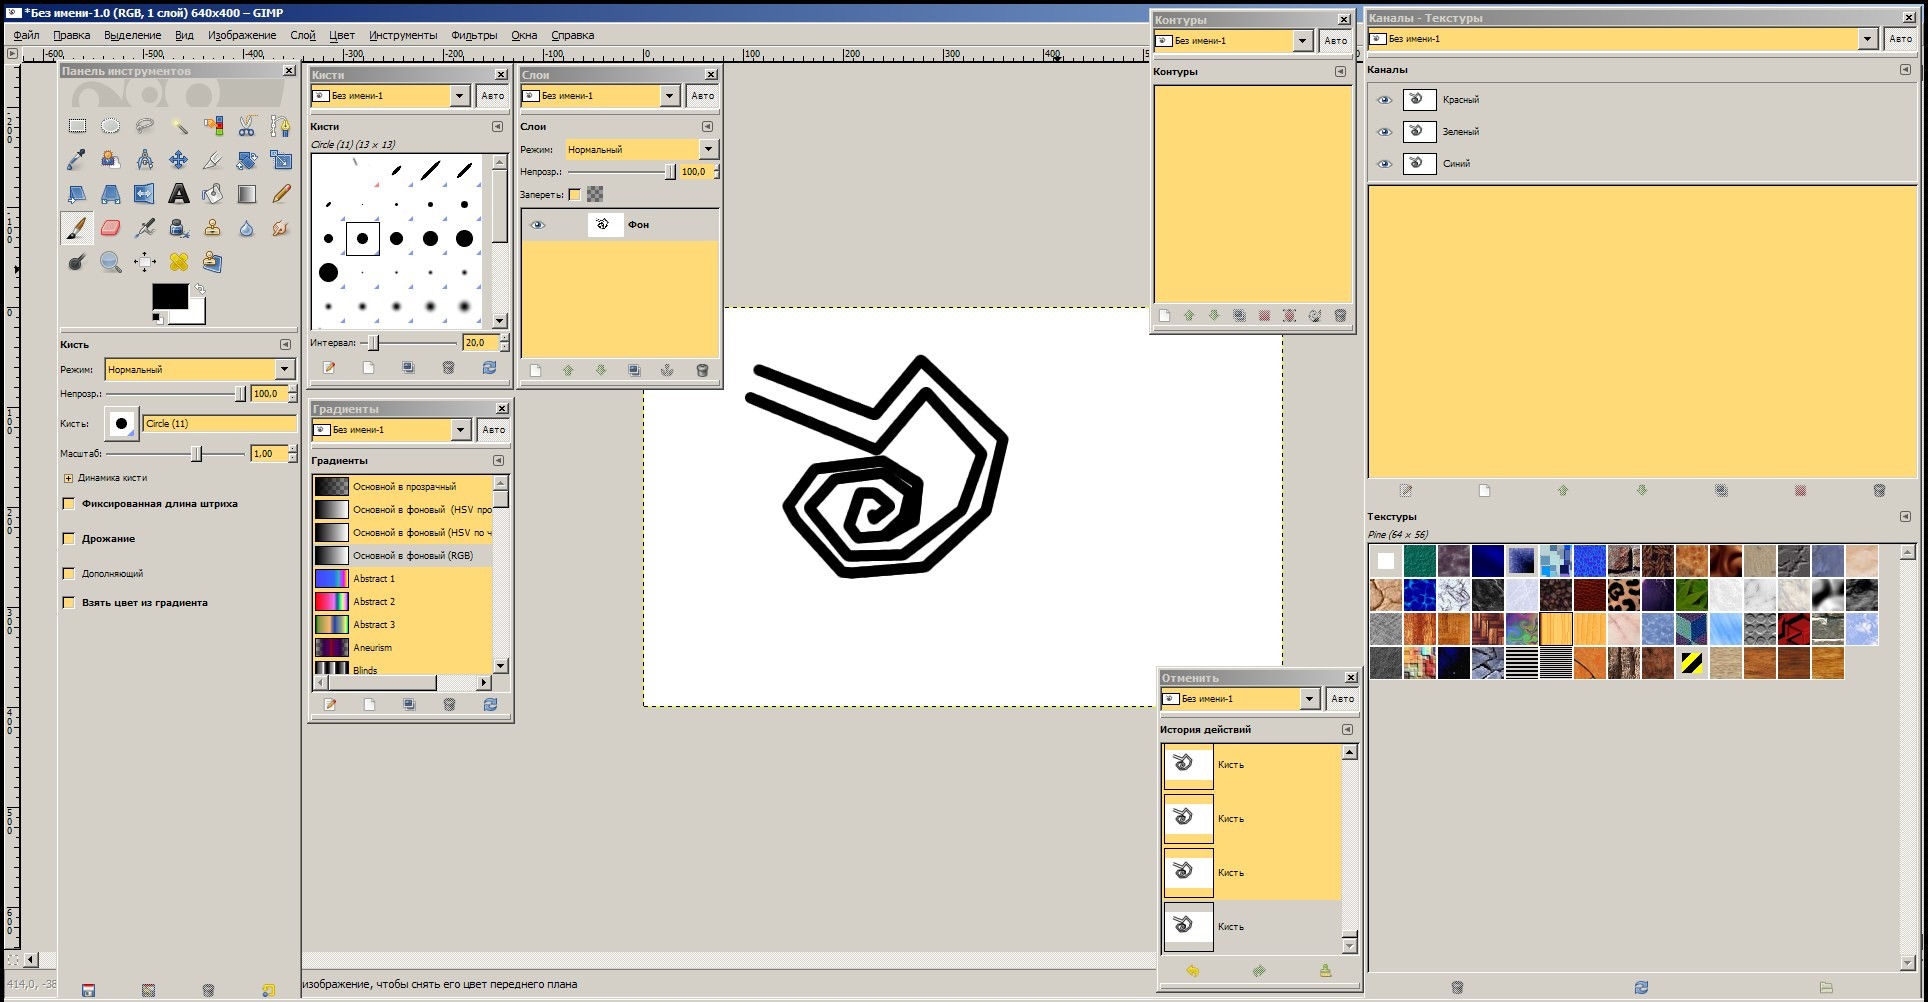 *Без имени-1.0 (RGB, 1 слой) 640x400 – GIMP
Файл Правка Выделение Вид Изображение Слой Цвет Инструменты Фильтры Окна Справка
-600 -500 -400 -300 -200 -100 0 100 200 300 400
Панель инструментов
Кисть
Режим: Нормальный
Непрозр.: 100,0
Кисть: Circle (11)
Масштаб: 1,00
Динамика кисти
Фиксированная длина штриха
Дрожание
Дополняющий
Взять цвет из градиента
Кисти
Без имени-1 Авто
Кисти
Circle (11) (13 × 13)
Интервал: 20,0
Градиенты
Без имени-1 Авто
Градиенты
Основной в прозрачный
Основной в фоновый (HSV про
Основной в фоновый (HSV по ч
Основной в фоновый (RGB)
Abstract 1
Abstract 2
Abstract 3
Aneurism
Blinds
Слои
Без имени-1 Авто
Слои
Режим: Нормальный
Непрозр.: 100,0
Запереть:
Фон
Контуры
Без имени-1 Авто
Контуры
Отменить
Без имени-1 Авто
История действий
Кисть
Кисть
Кисть
Кисть
Каналы - Текстуры
Без имени-1 Авто
Каналы
Красный
Зеленый
Синий
Текстуры
Pine (64 × 56)
414,0, -38
изображение, чтобы снять его цвет переднего плана